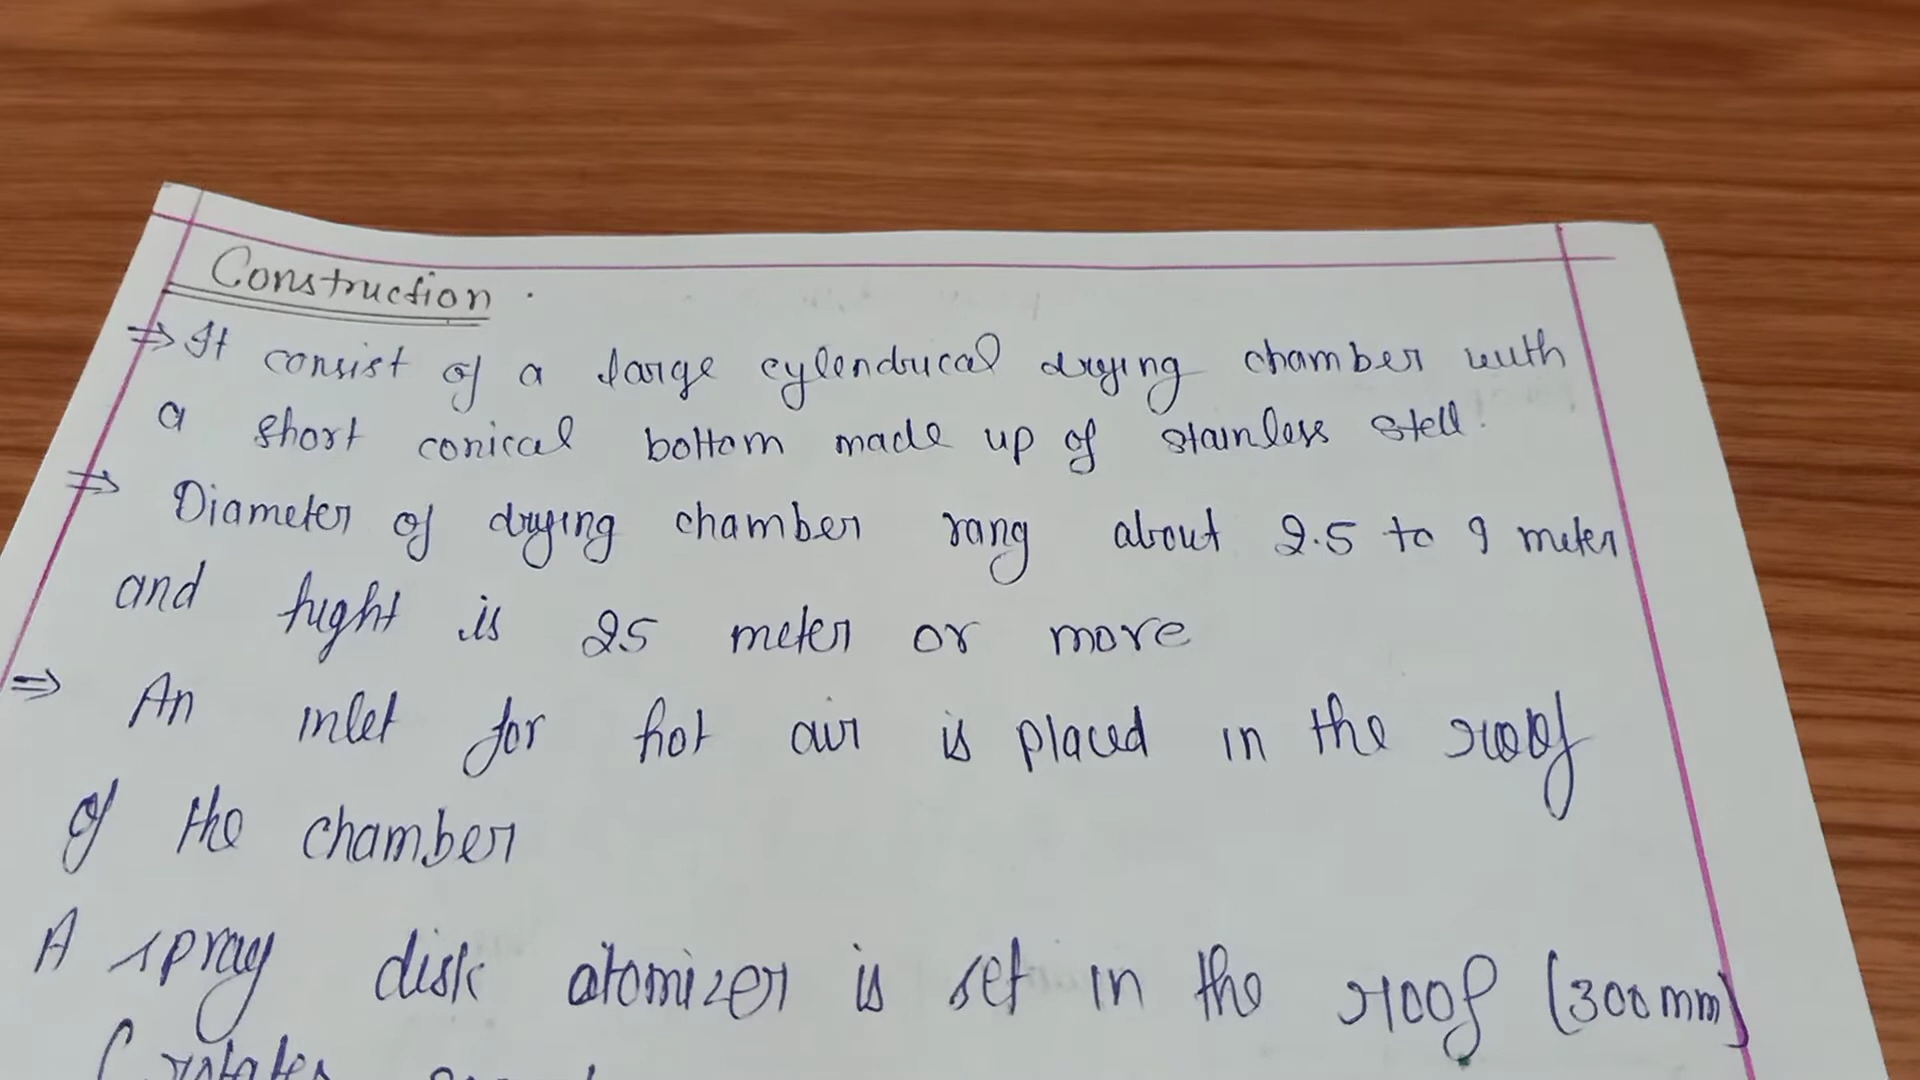 Construction .
⇒ It consist of a large cylendrical drying chamber with
a short conical bottom made up of stainless stell.
⇒ Diameter of drying chamber rang about 2.5 to 9 meter
and hight is 25 meter or more
⇒ An inlet for hot air is placed in the roof
of the chamber
A spray disk atomizer is set in the roof (300mm)
(rotates